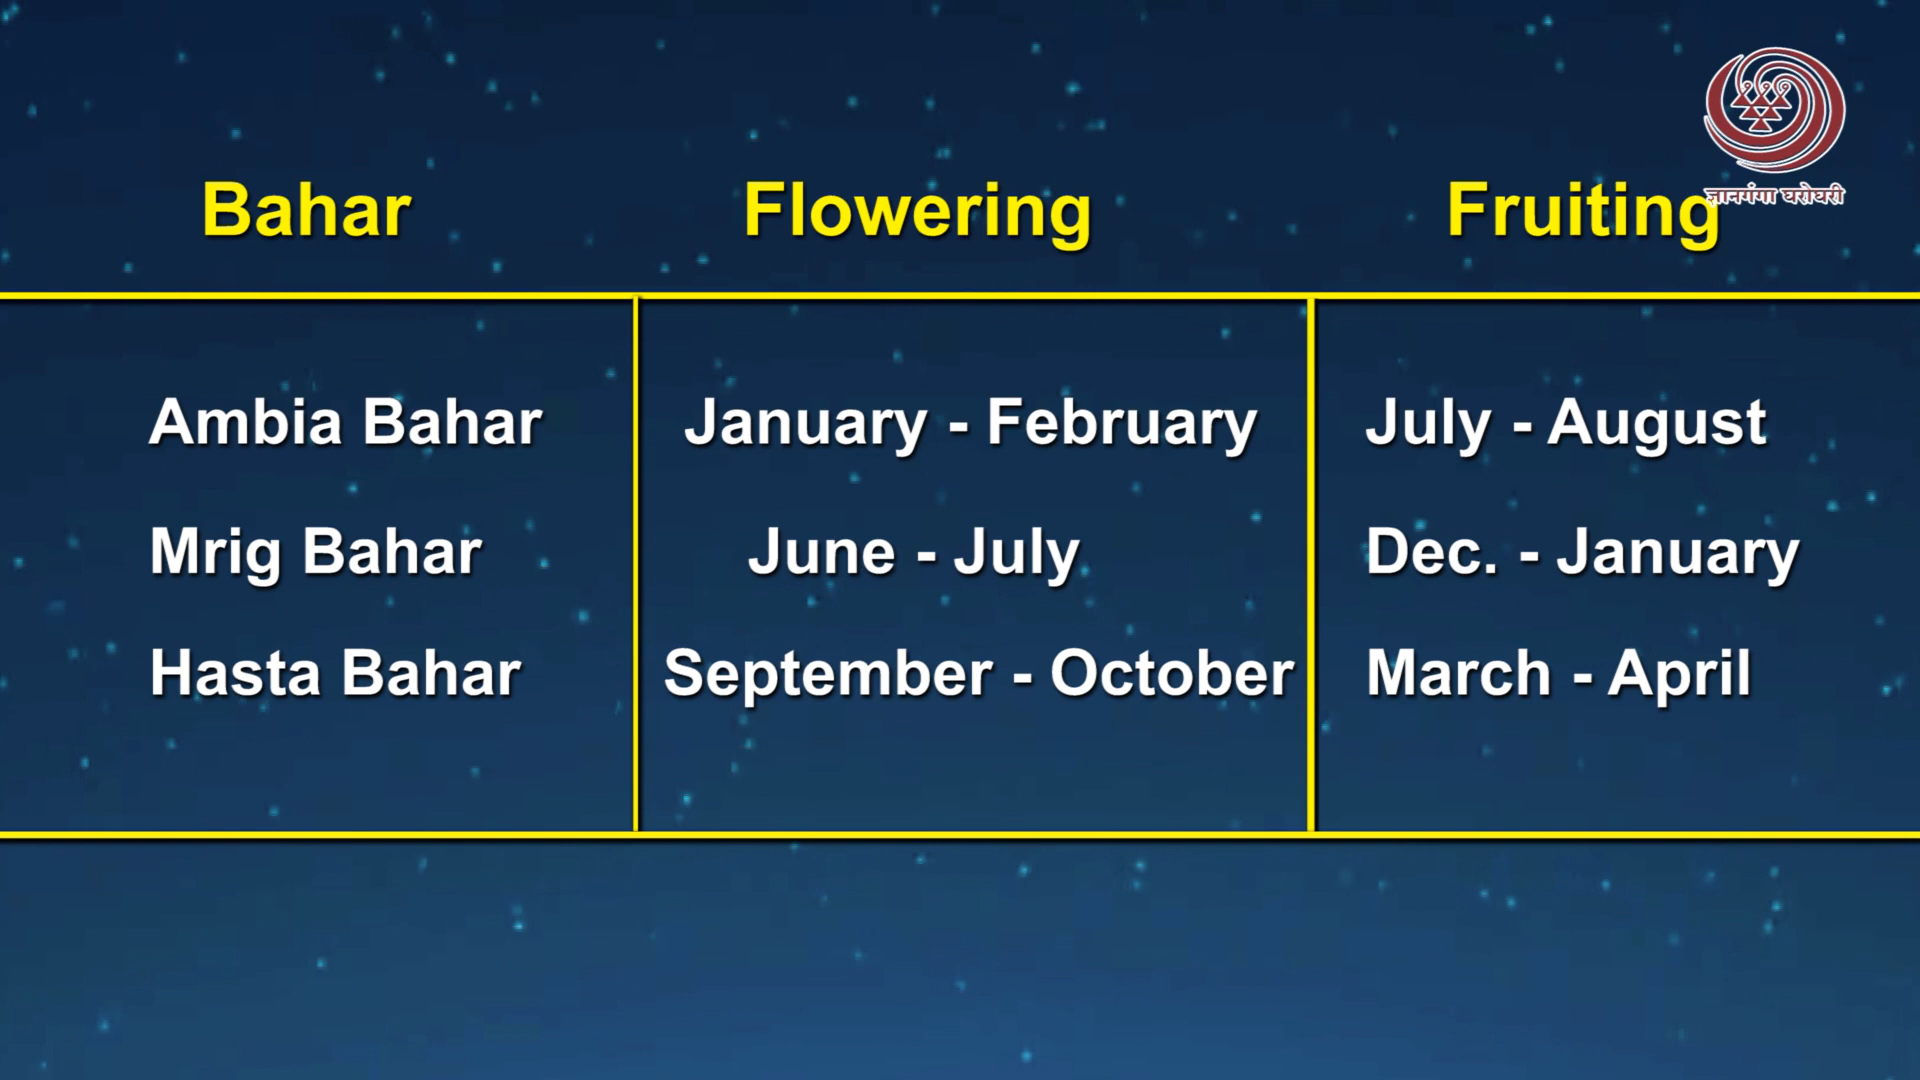 ज्ञानगंगा घरोघरी
Bahar Flowering Fruiting
Ambia Bahar January - February July - August
Mrig Bahar June - July Dec. - January
Hasta Bahar September - October March - April